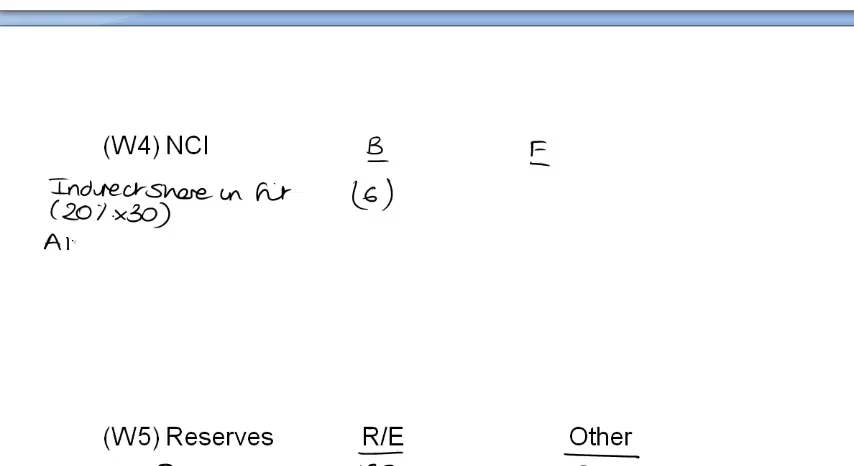 (W4) NCI B F
Indirect share in Fit (6)
(20% x30)
A
(W5) Reserves R/E Other